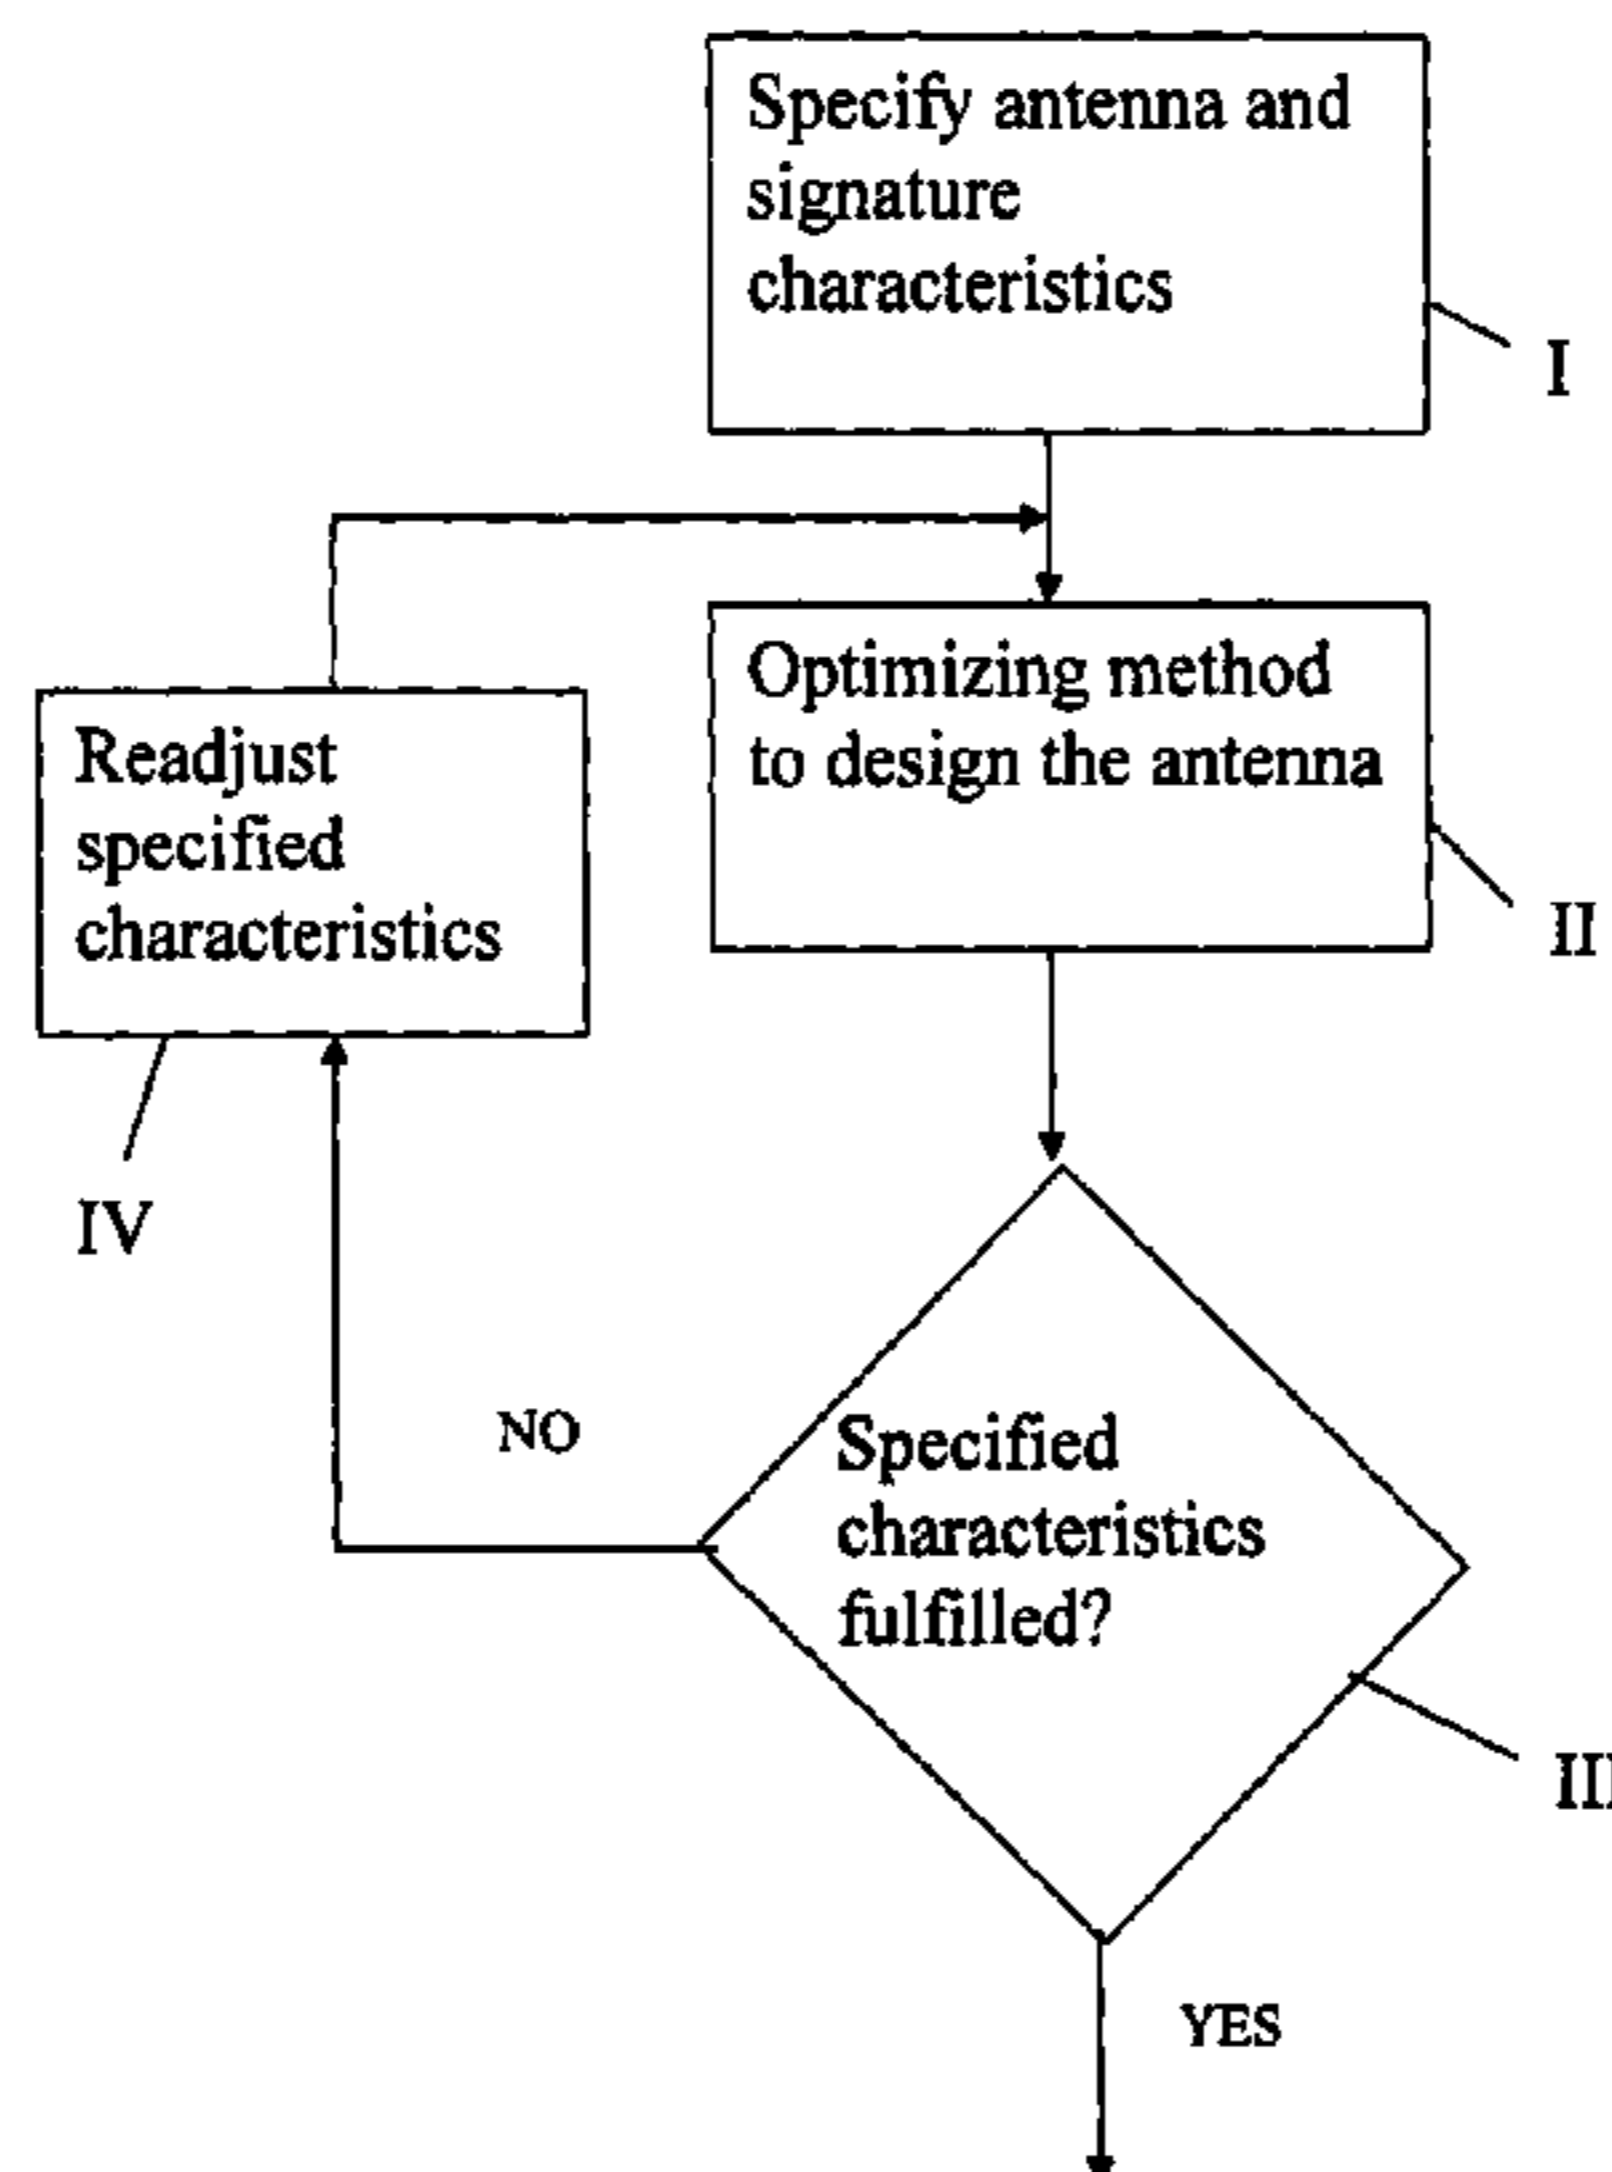 Specify antenna and
signature
characteristics
I
Optimizing method
to design the antenna
II
Readjust
specified
characteristics
IV
NO
Specified
characteristics
fulfilled?
III
YES